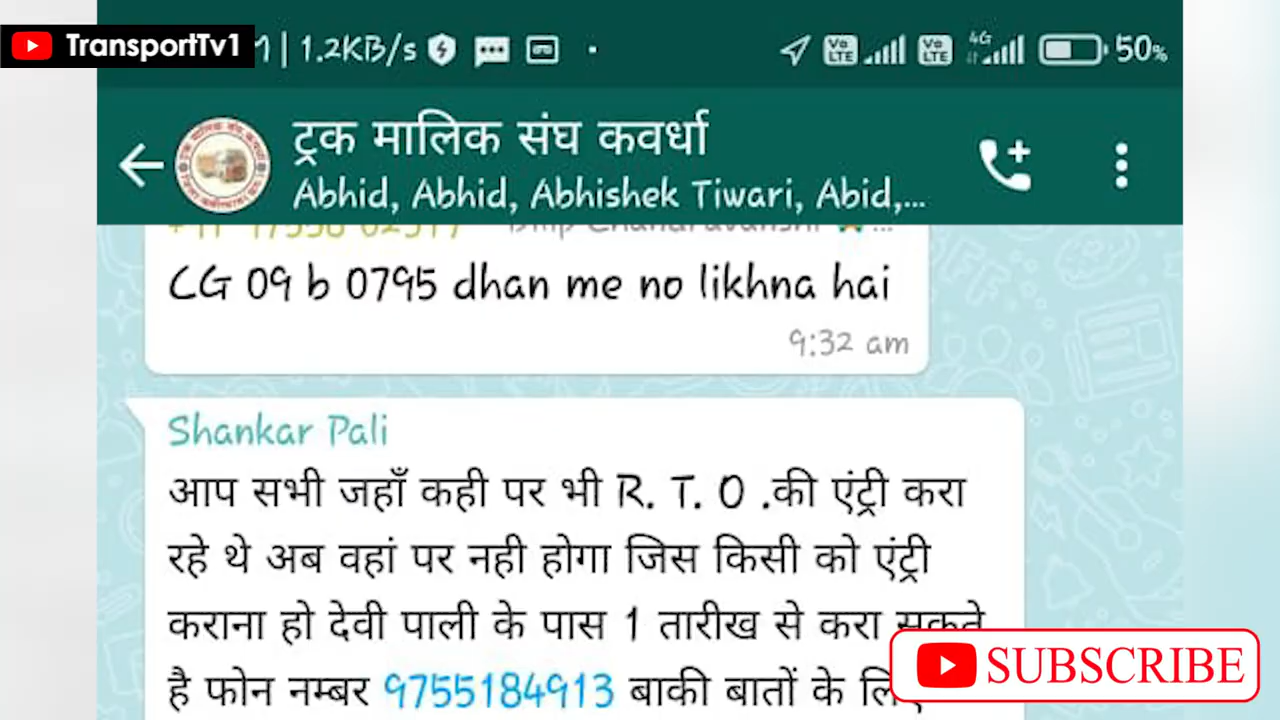 TransportTv1
1.2KB/s
4G 50%
ट्रक मालिक संघ कवर्धा
Abhid, Abhid, Abhishek Tiwari, Abid,...
CG 09 b 0795 dhan me no likhna hai
9:32 am
Shankar Pali
आप सभी जहाँ कही पर भी R. T. O .की एंट्री करा
रहे थे अब वहां पर नही होगा जिस किसी को एंट्री
कराना हो देवी पाली के पास 1 तारीख से करा सकते
है फोन नम्बर 9755184913 बाकी बातों के
SUBSCRIBE